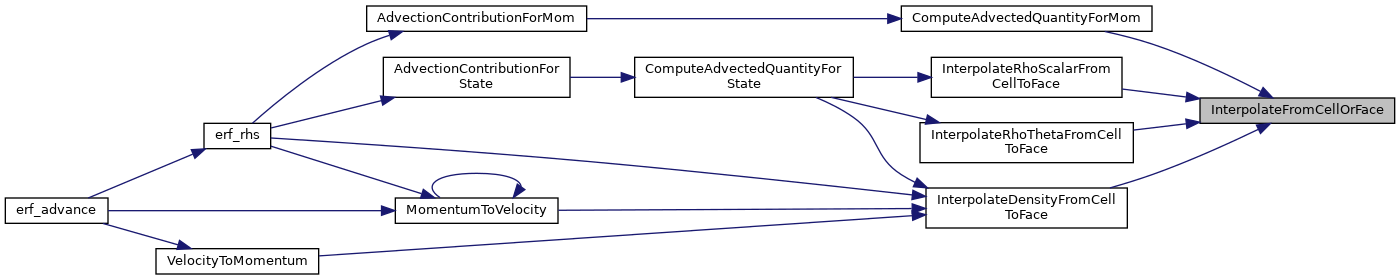 AdvectionContributionForMom
ComputeAdvectedQuantityForMom
AdvectionContributionFor
State
ComputeAdvectedQuantityFor
State
InterpolateRhoScalarFrom
CellToFace
InterpolateFromCellOrFace
erf_rhs
InterpolateRhoThetaFromCell
ToFace
erf_advance
MomentumToVelocity
InterpolateDensityFromCell
ToFace
VelocityToMomentum